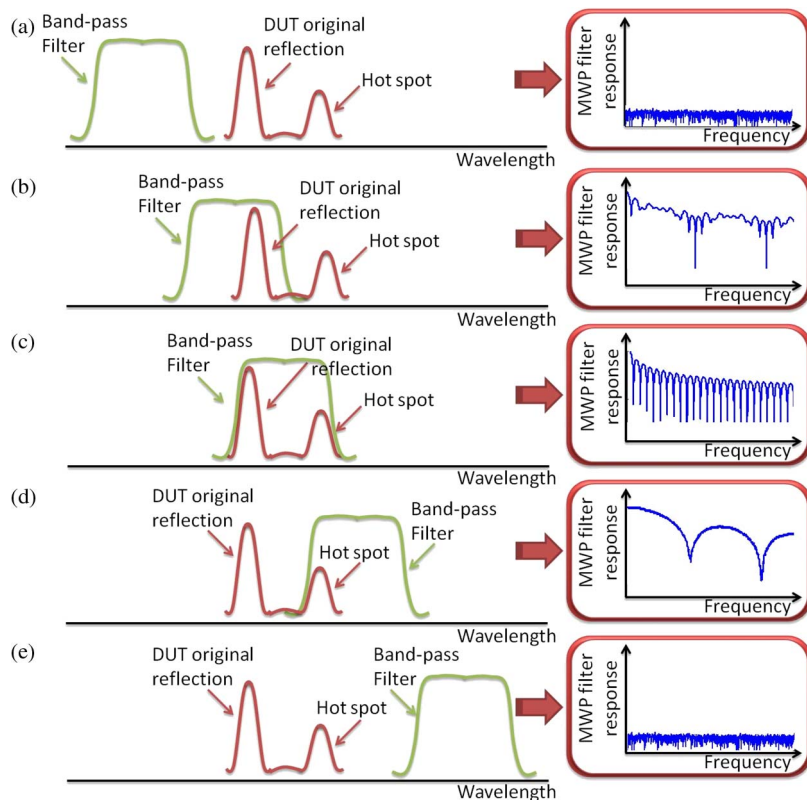 (a)
Band-pass
Filter
DUT original
reflection
Hot spot
Wavelength
MWP filter
response
Frequency
(b)
Band-pass
Filter
DUT original
reflection
Hot spot
Wavelength
MWP filter
response
Frequency
(c)
Band-pass
Filter
DUT original
reflection
Hot spot
Wavelength
MWP filter
response
Frequency
(d)
DUT original
reflection
Hot spot
Band-pass
Filter
Wavelength
MWP filter
response
Frequency
(e)
DUT original
reflection
Hot spot
Band-pass
Filter
Wavelength
MWP filter
response
Frequency